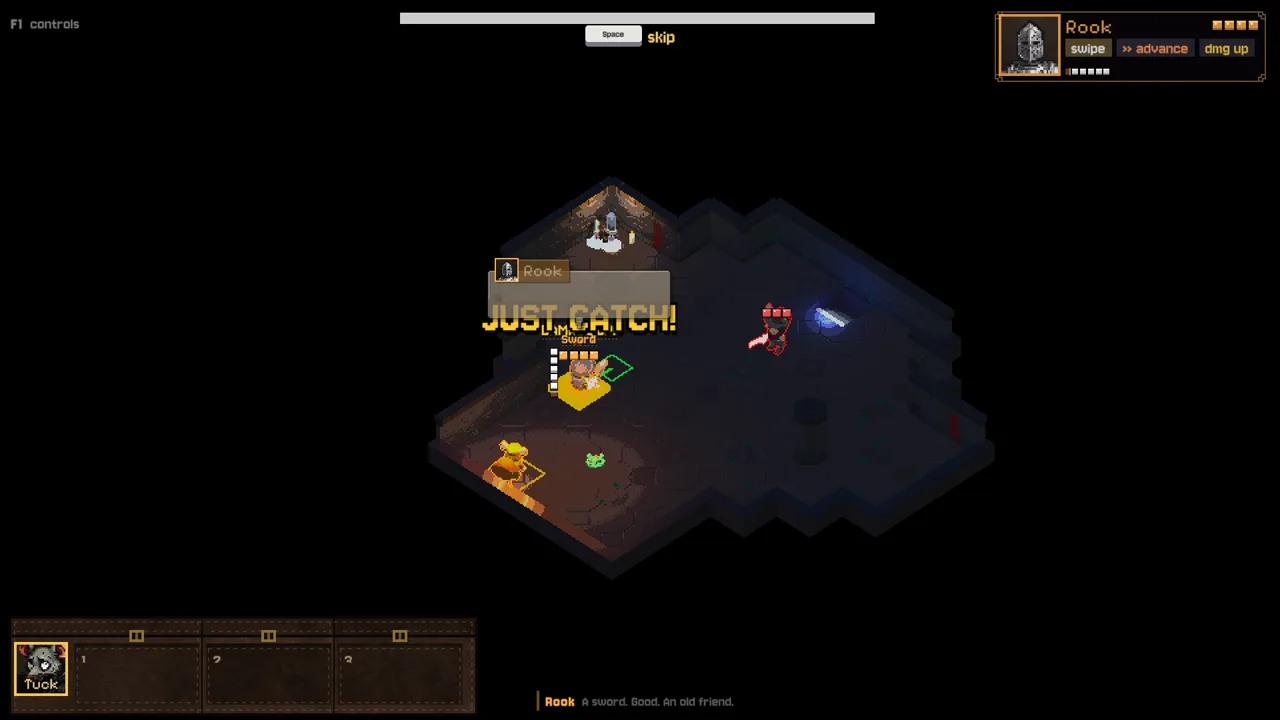 F1 controls
Space skip
Rook
swipe >> advance dmg up
Rook
JUST CATCH!
Sword
1 2 3
Tuck
Rook A sword. Good. An old friend.